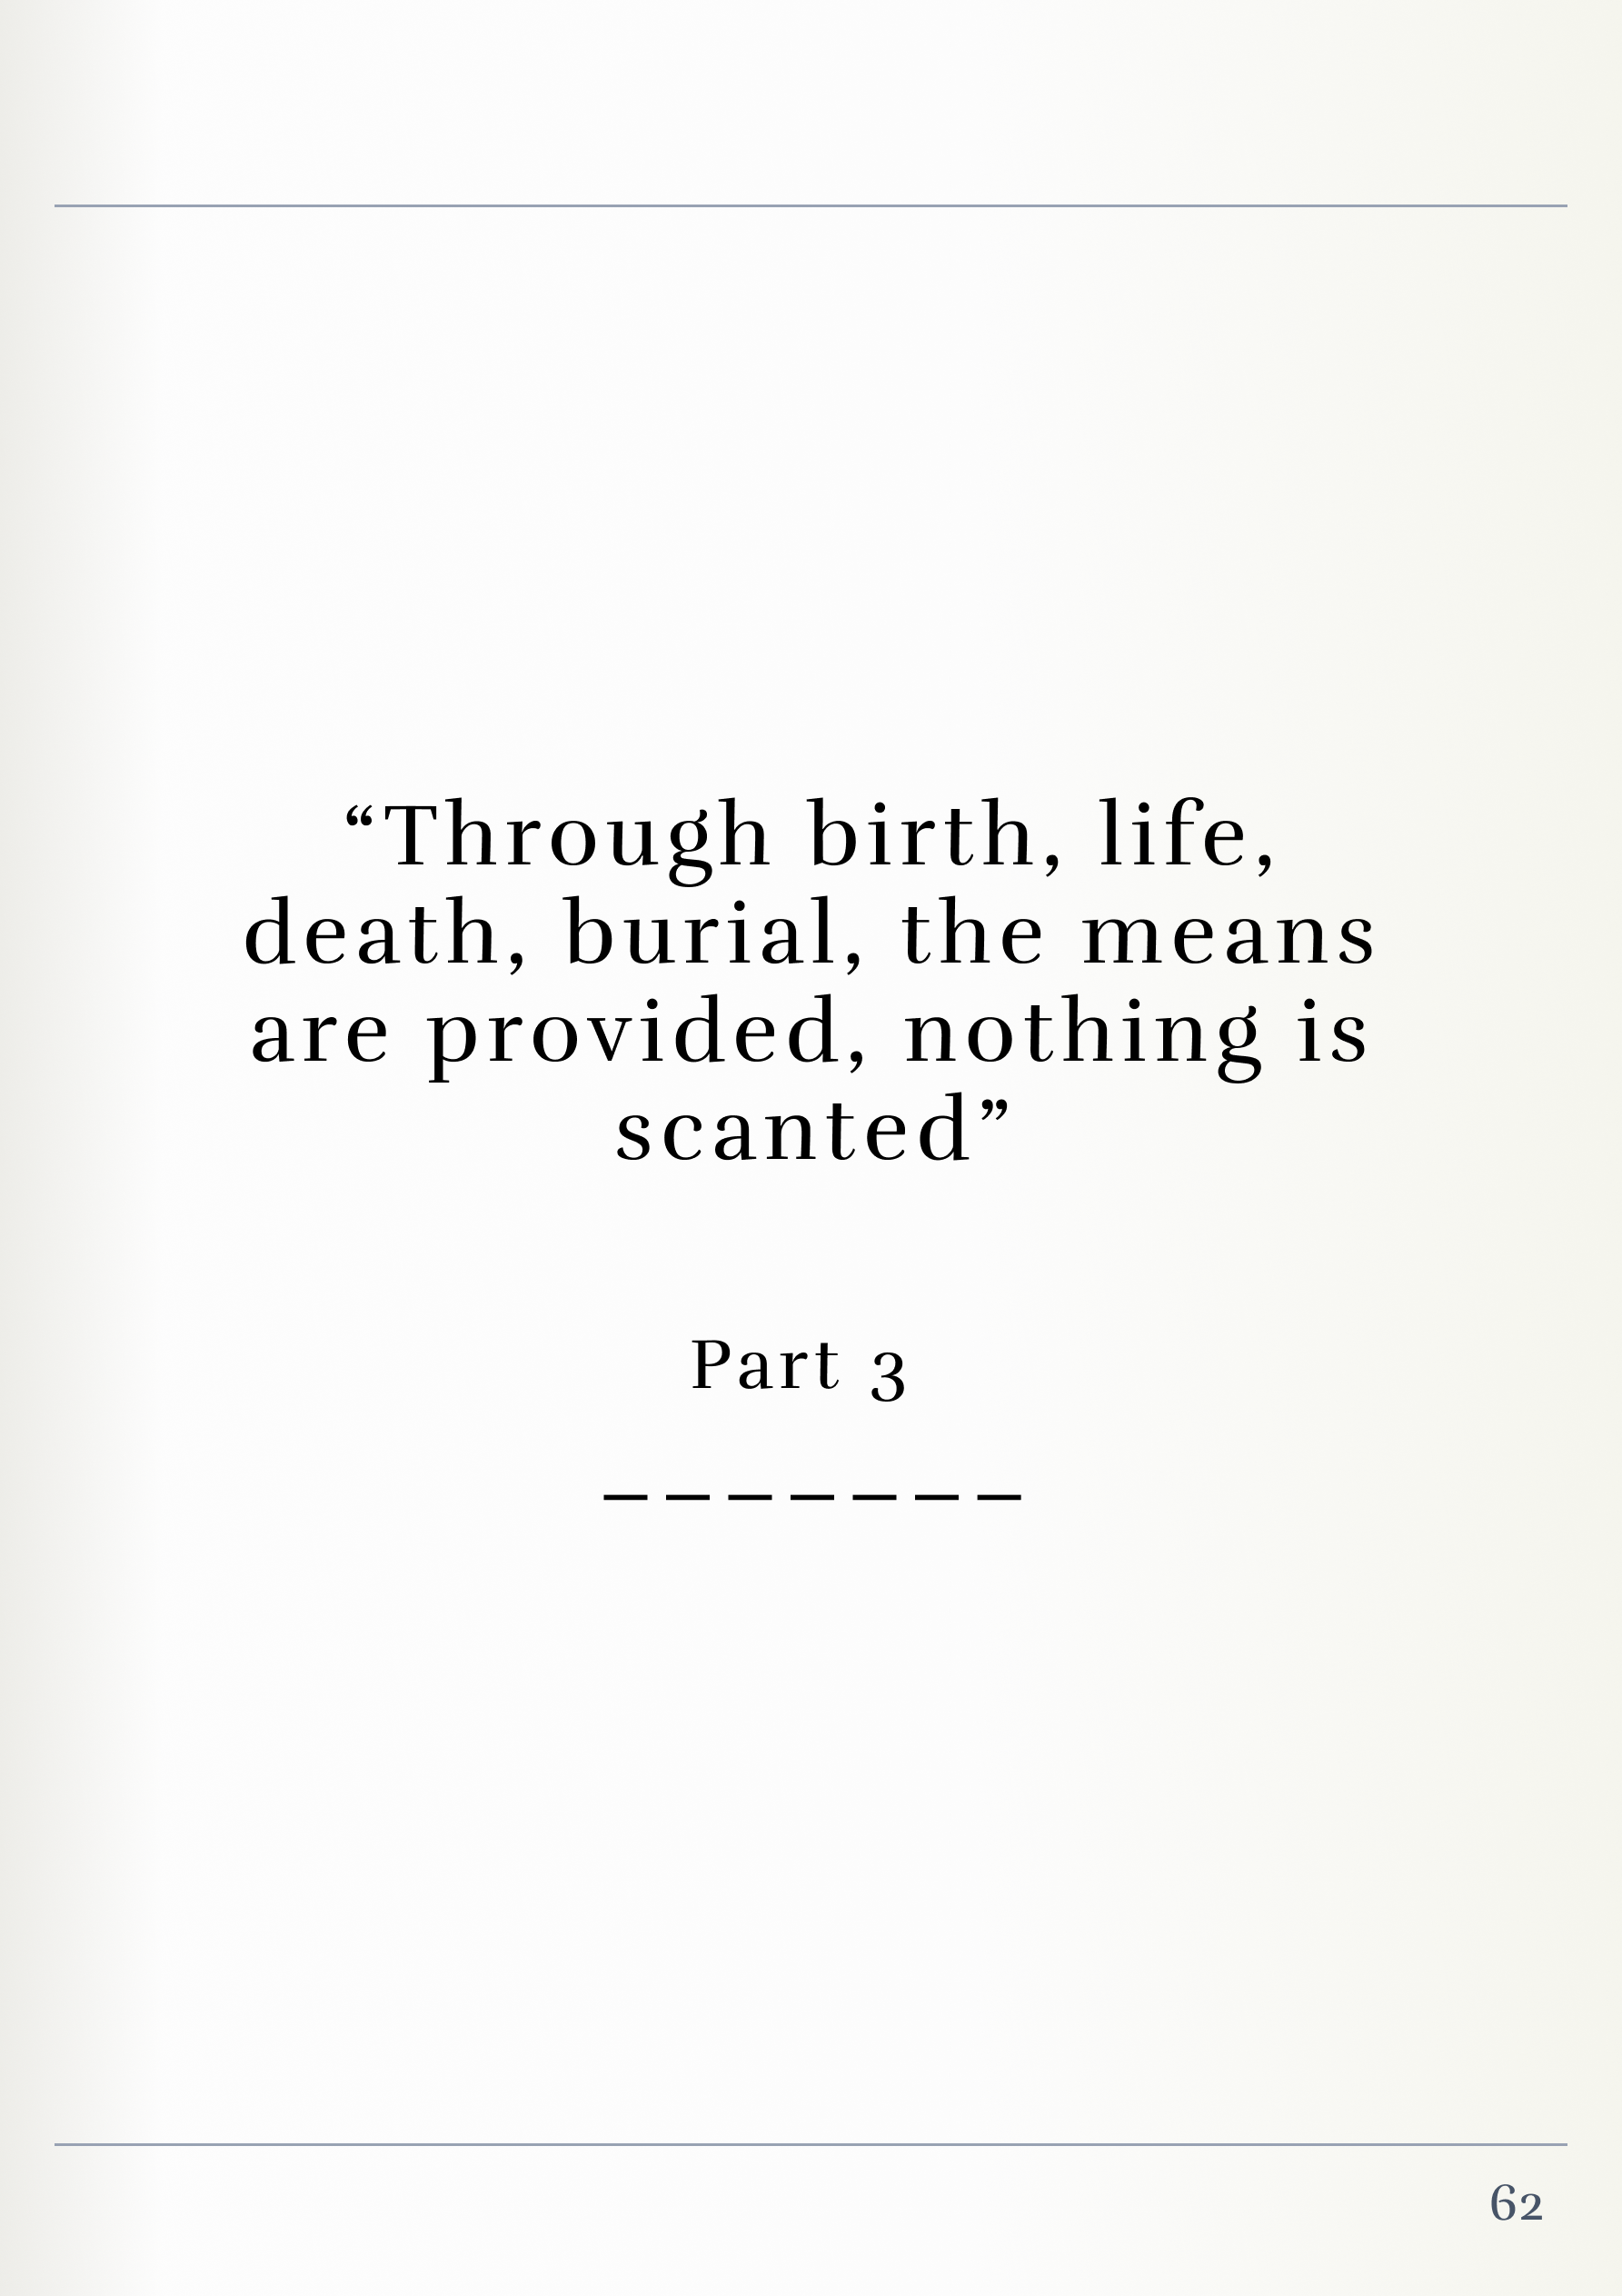 “Through birth, life,
death, burial, the means
are provided, nothing is
scanted”
Part 3
— — — — — — —
62